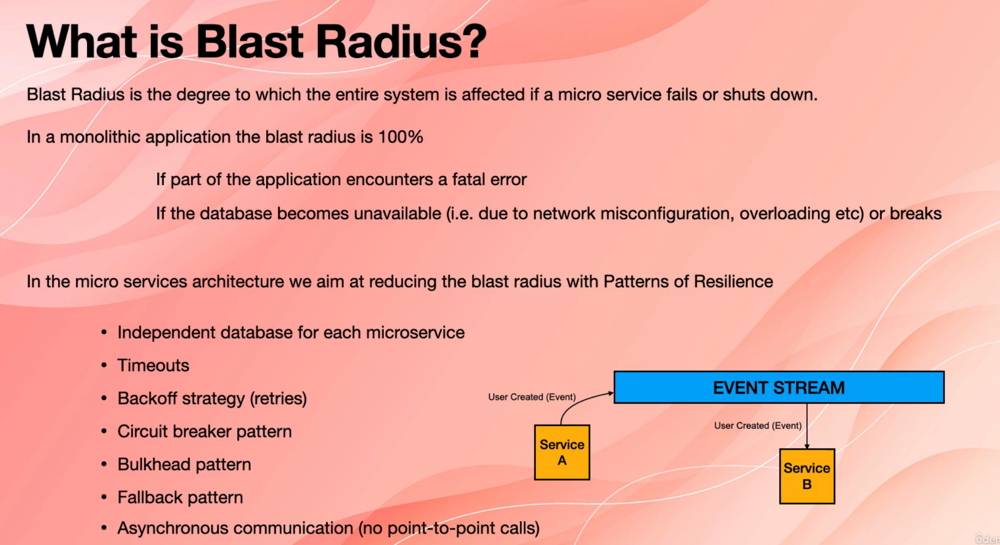 What is Blast Radius?
Blast Radius is the degree to which the entire system is affected if a micro service fails or shuts down.
In a monolithic application the blast radius is 100%
If part of the application encounters a fatal error
If the database becomes unavailable (i.e. due to network misconfiguration, overloading etc) or breaks
In the micro services architecture we aim at reducing the blast radius with Patterns of Resilience
• Independent database for each microservice
• Timeouts
• Backoff strategy (retries)
• Circuit breaker pattern
• Bulkhead pattern
• Fallback pattern
• Asynchronous communication (no point-to-point calls)
EVENT STREAM
User Created (Event)
User Created (Event)
Service
A
Service
B